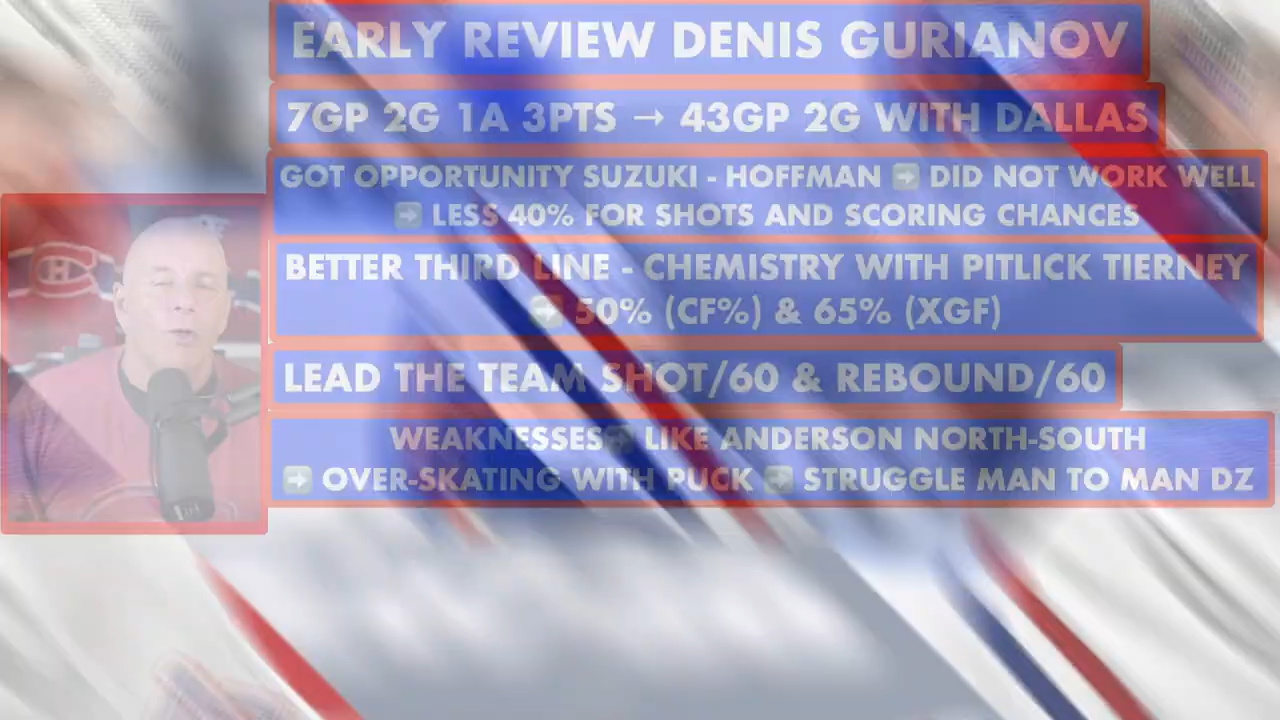 EARLY REVIEW DENIS GURIANOV
7GP 2G 1A 3PTS → 43GP 2G WITH DALLAS
GOT OPPORTUNITY SUZUKI - HOFFMAN ➡ DID NOT WORK WELL
➡ LESS 40% FOR SHOTS AND SCORING CHANCES
BETTER THIRD LINE - CHEMISTRY WITH PITLICK TIERNEY
➡ 50% (CF%) & 65% (XGF)
LEAD THE TEAM SHOT/60 & REBOUND/60
WEAKNESSES ➡ LIKE ANDERSON NORTH-SOUTH
➡ OVER-SKATING WITH PUCK ➡ STRUGGLE MAN TO MAN DZ